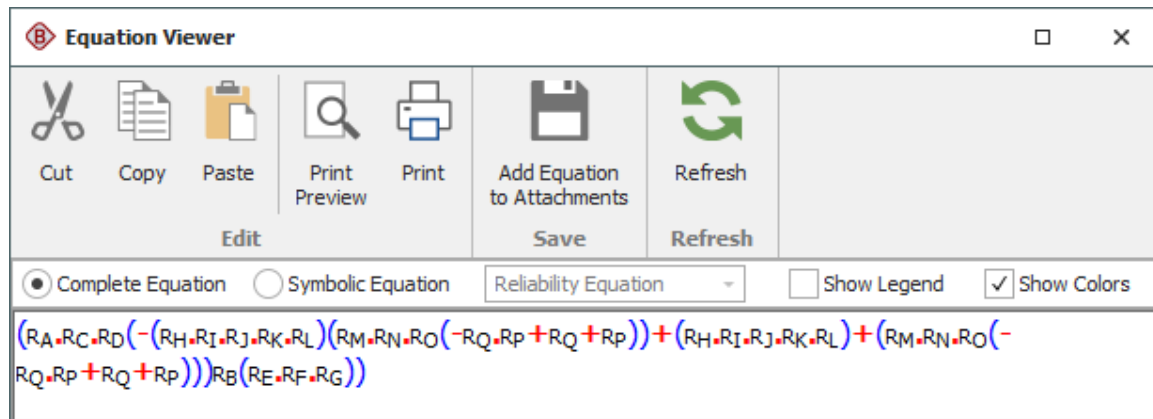 B Equation Viewer
Cut Copy Paste Print Preview Print Add Equation to Attachments Refresh
Edit Save Refresh
Complete Equation Symbolic Equation Reliability Equation Show Legend Show Colors
(RA.RC.RD(-(RH.RI.RJ.RK.RL)(RM.RN.RO(-RQ.RP+RQ+RP))+(RH.RI.RJ.RK.RL)+(RM.RN.RO(-
RQ.RP+RQ+RP)))RB(RE.RF.RG))